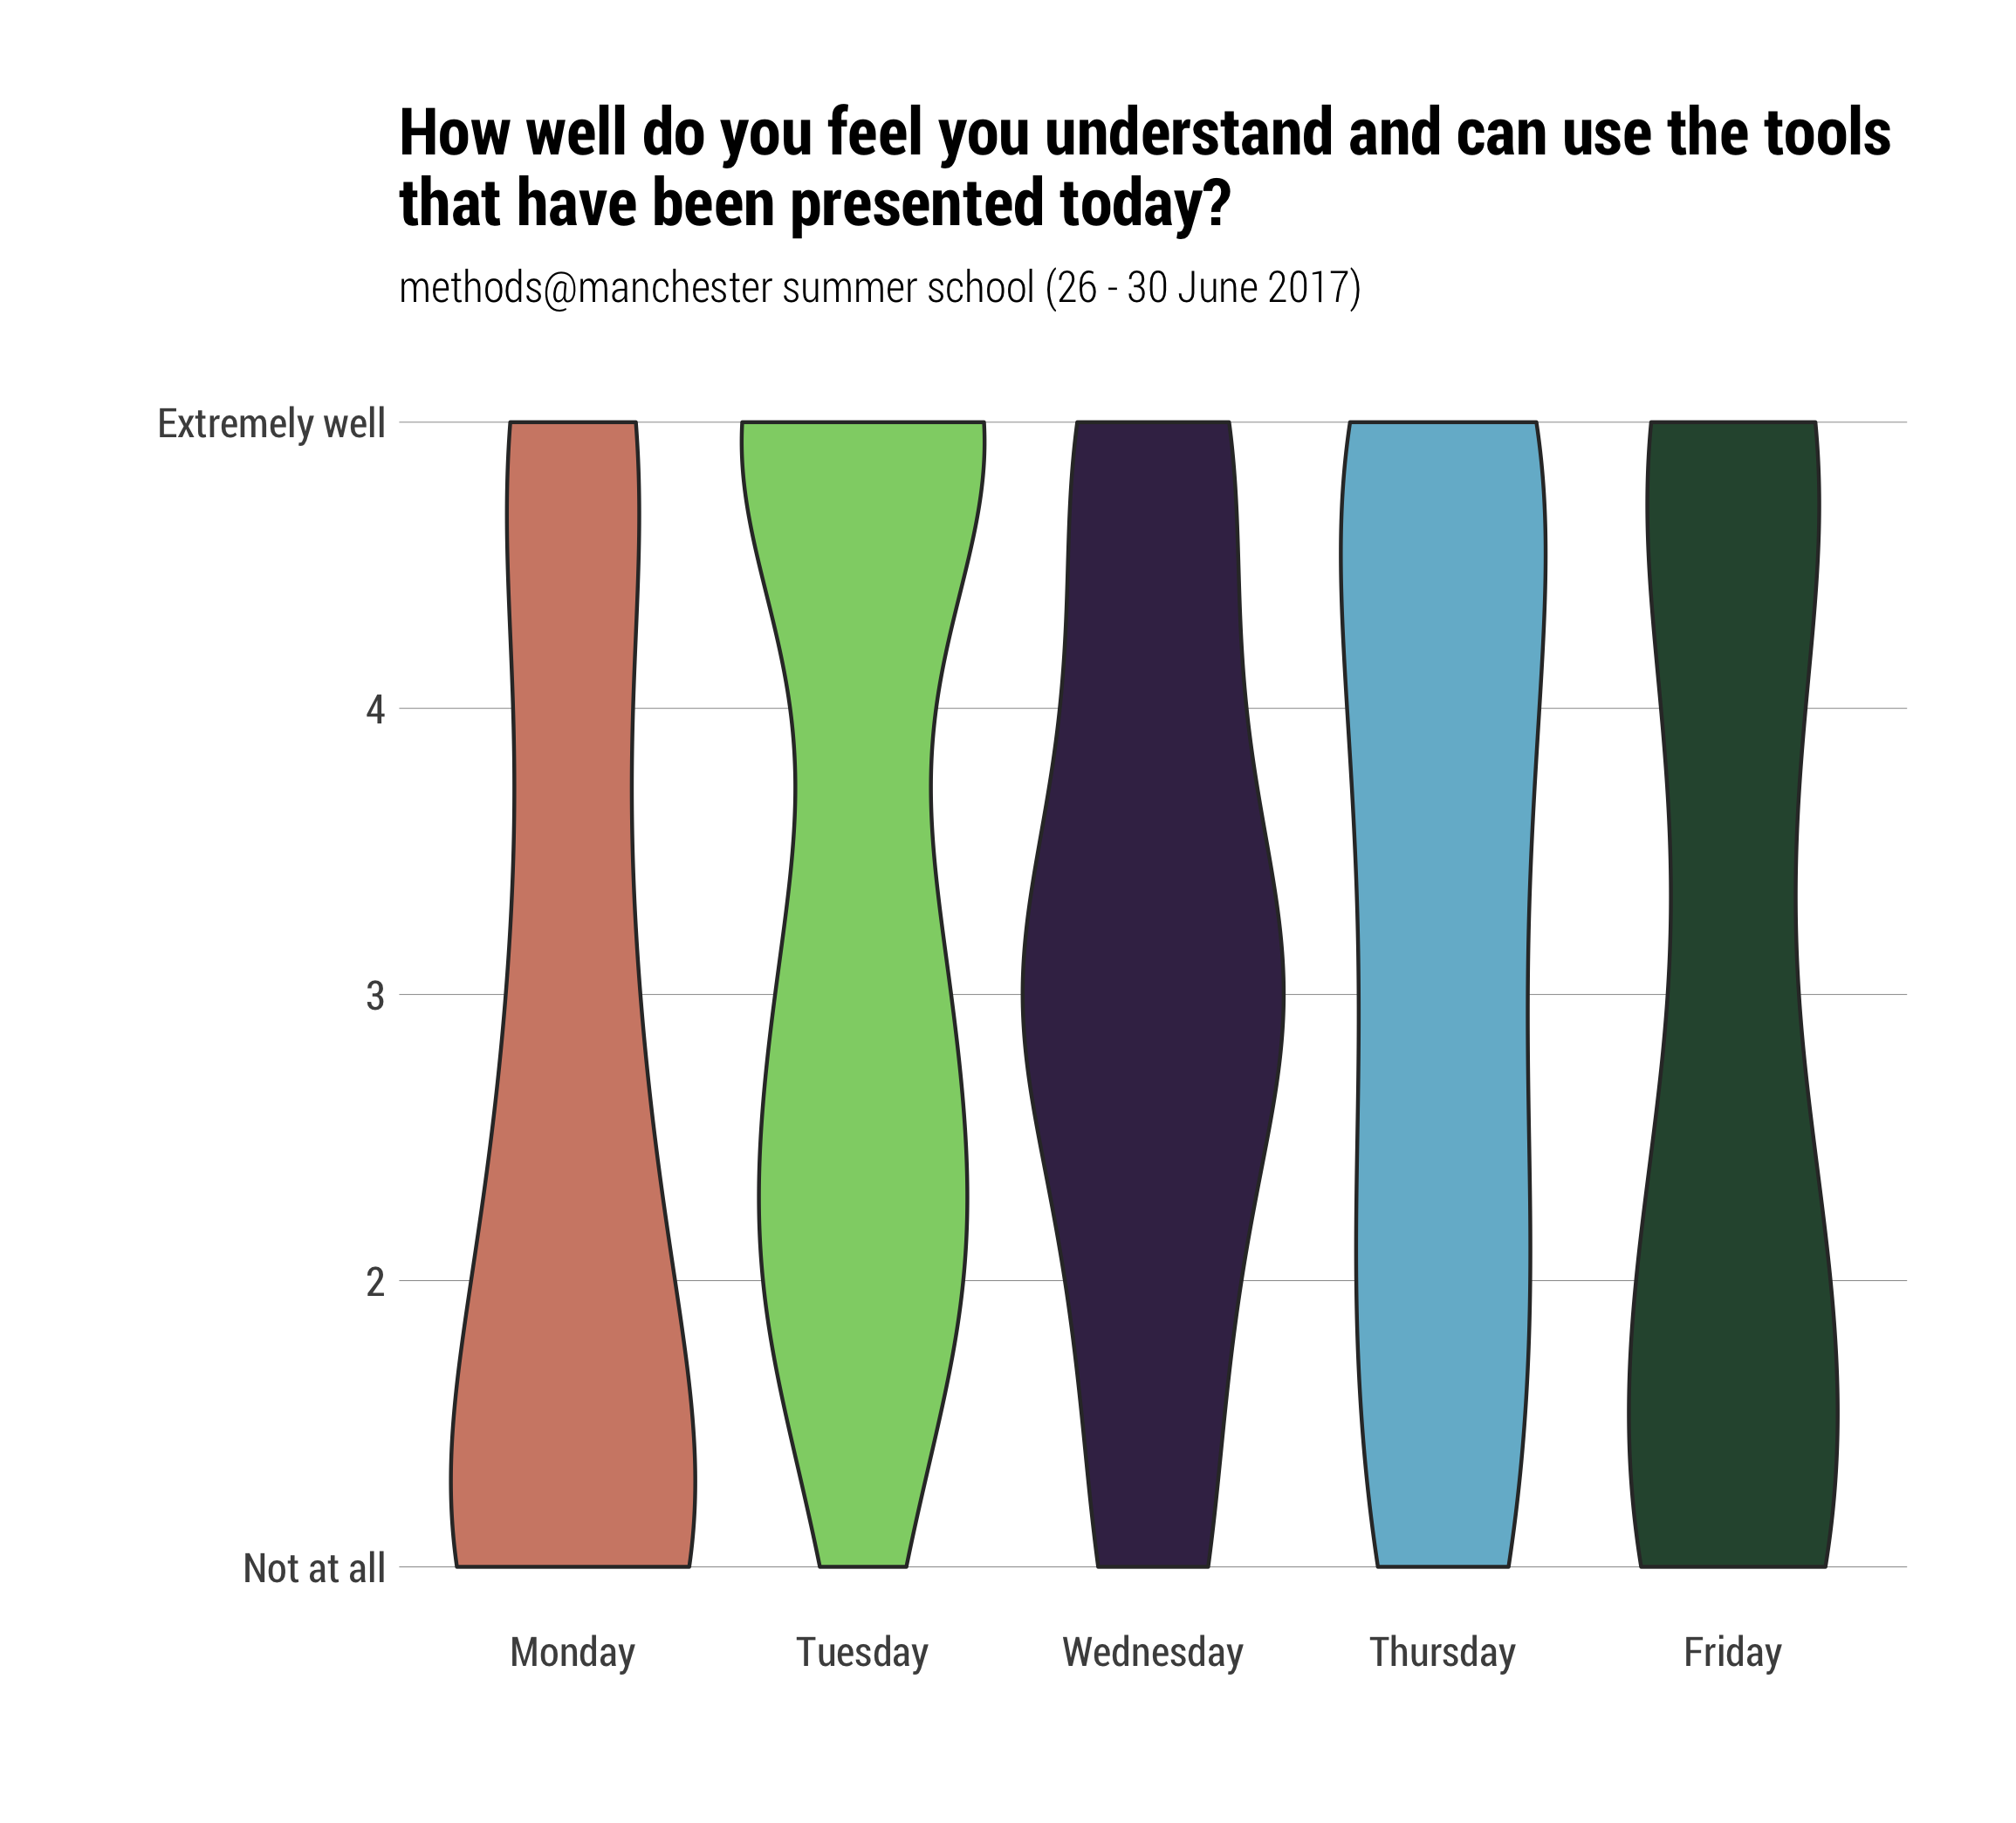 How well do you feel you understand and can use the tools
that have been presented today?
methods@manchester summer school (26 - 30 June 2017)
Extremely well
4
3
2
Not at all
Monday
Tuesday
Wednesday
Thursday
Friday